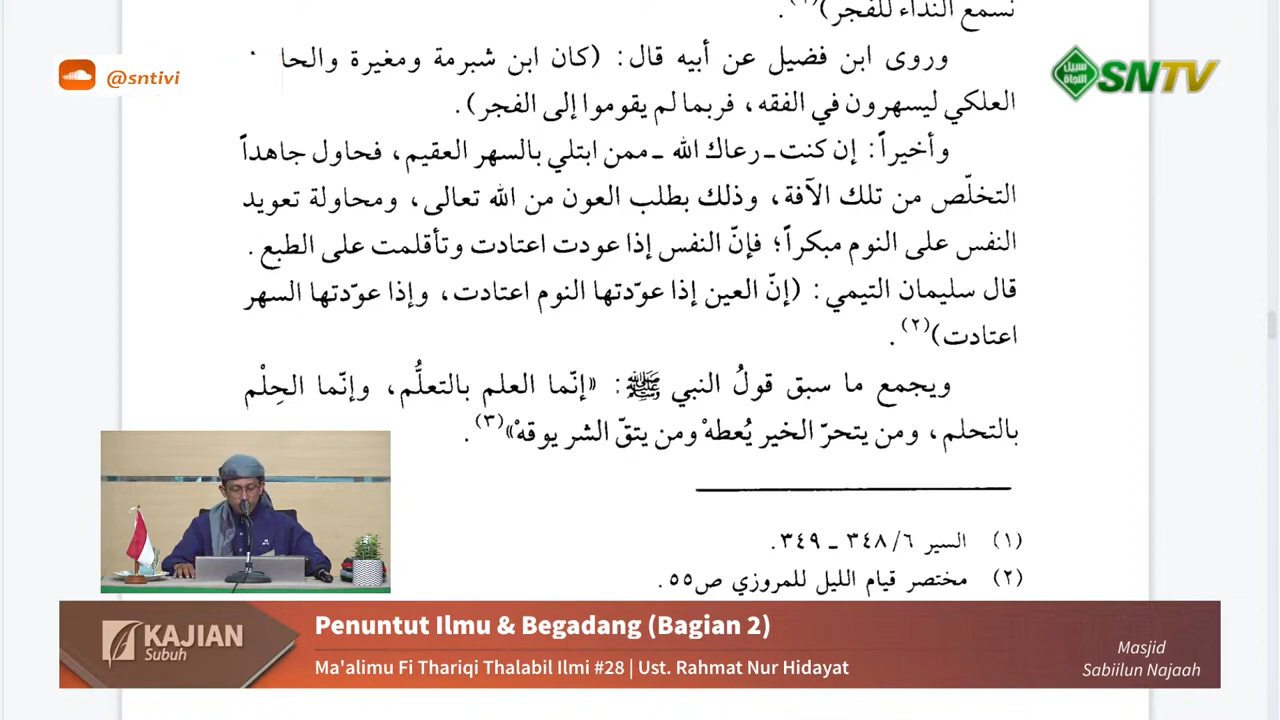 نسمع النداء للفجر)(١).
وروى ابن فضيل عن أبيه قال: (كان ابن شبرمة ومغيرة والحا
العلكي ليسهرون في الفقه، فربما لم يقوموا إلى الفجر).
وأخيراً: إن كنت ـ رعاك الله ـ ممن ابتلي بالسهر العقيم، فحاول جاهداً
التخلّص من تلك الآفة، وذلك بطلب العون من الله تعالى، ومحاولة تعويد
النفس على النوم مبكراً؛ فإنّ النفس إذا عودت اعتادت وتأقلمت على الطبع.
قال سليمان التيمي: (إنّ العين إذا عوّدتها النوم اعتادت، وإذا عوّدتها السهر
اعتادت)(٢).
ويجمع ما سبق قولُ النبي ﷺ: «إنّما العلم بالتعلُّم، وإنّما الحِلْم
بالتحلم، ومن يتحرّ الخير يُعطهْ ومن يتقّ الشر يوقهْ»(٣).
(١) السير ٣٤٨/٦ ـ ٣٤٩.
(٢) مختصر قيام الليل للمروزي ص٥٥.
@sntivi
سبيل النجاة
SNTV
KAJIAN
Subuh
Penuntut Ilmu & Begadang (Bagian 2)
Ma'alimu Fi Thariqi Thalabil Ilmi #28 | Ust. Rahmat Nur Hidayat
Masjid
Sabiilun Najaah